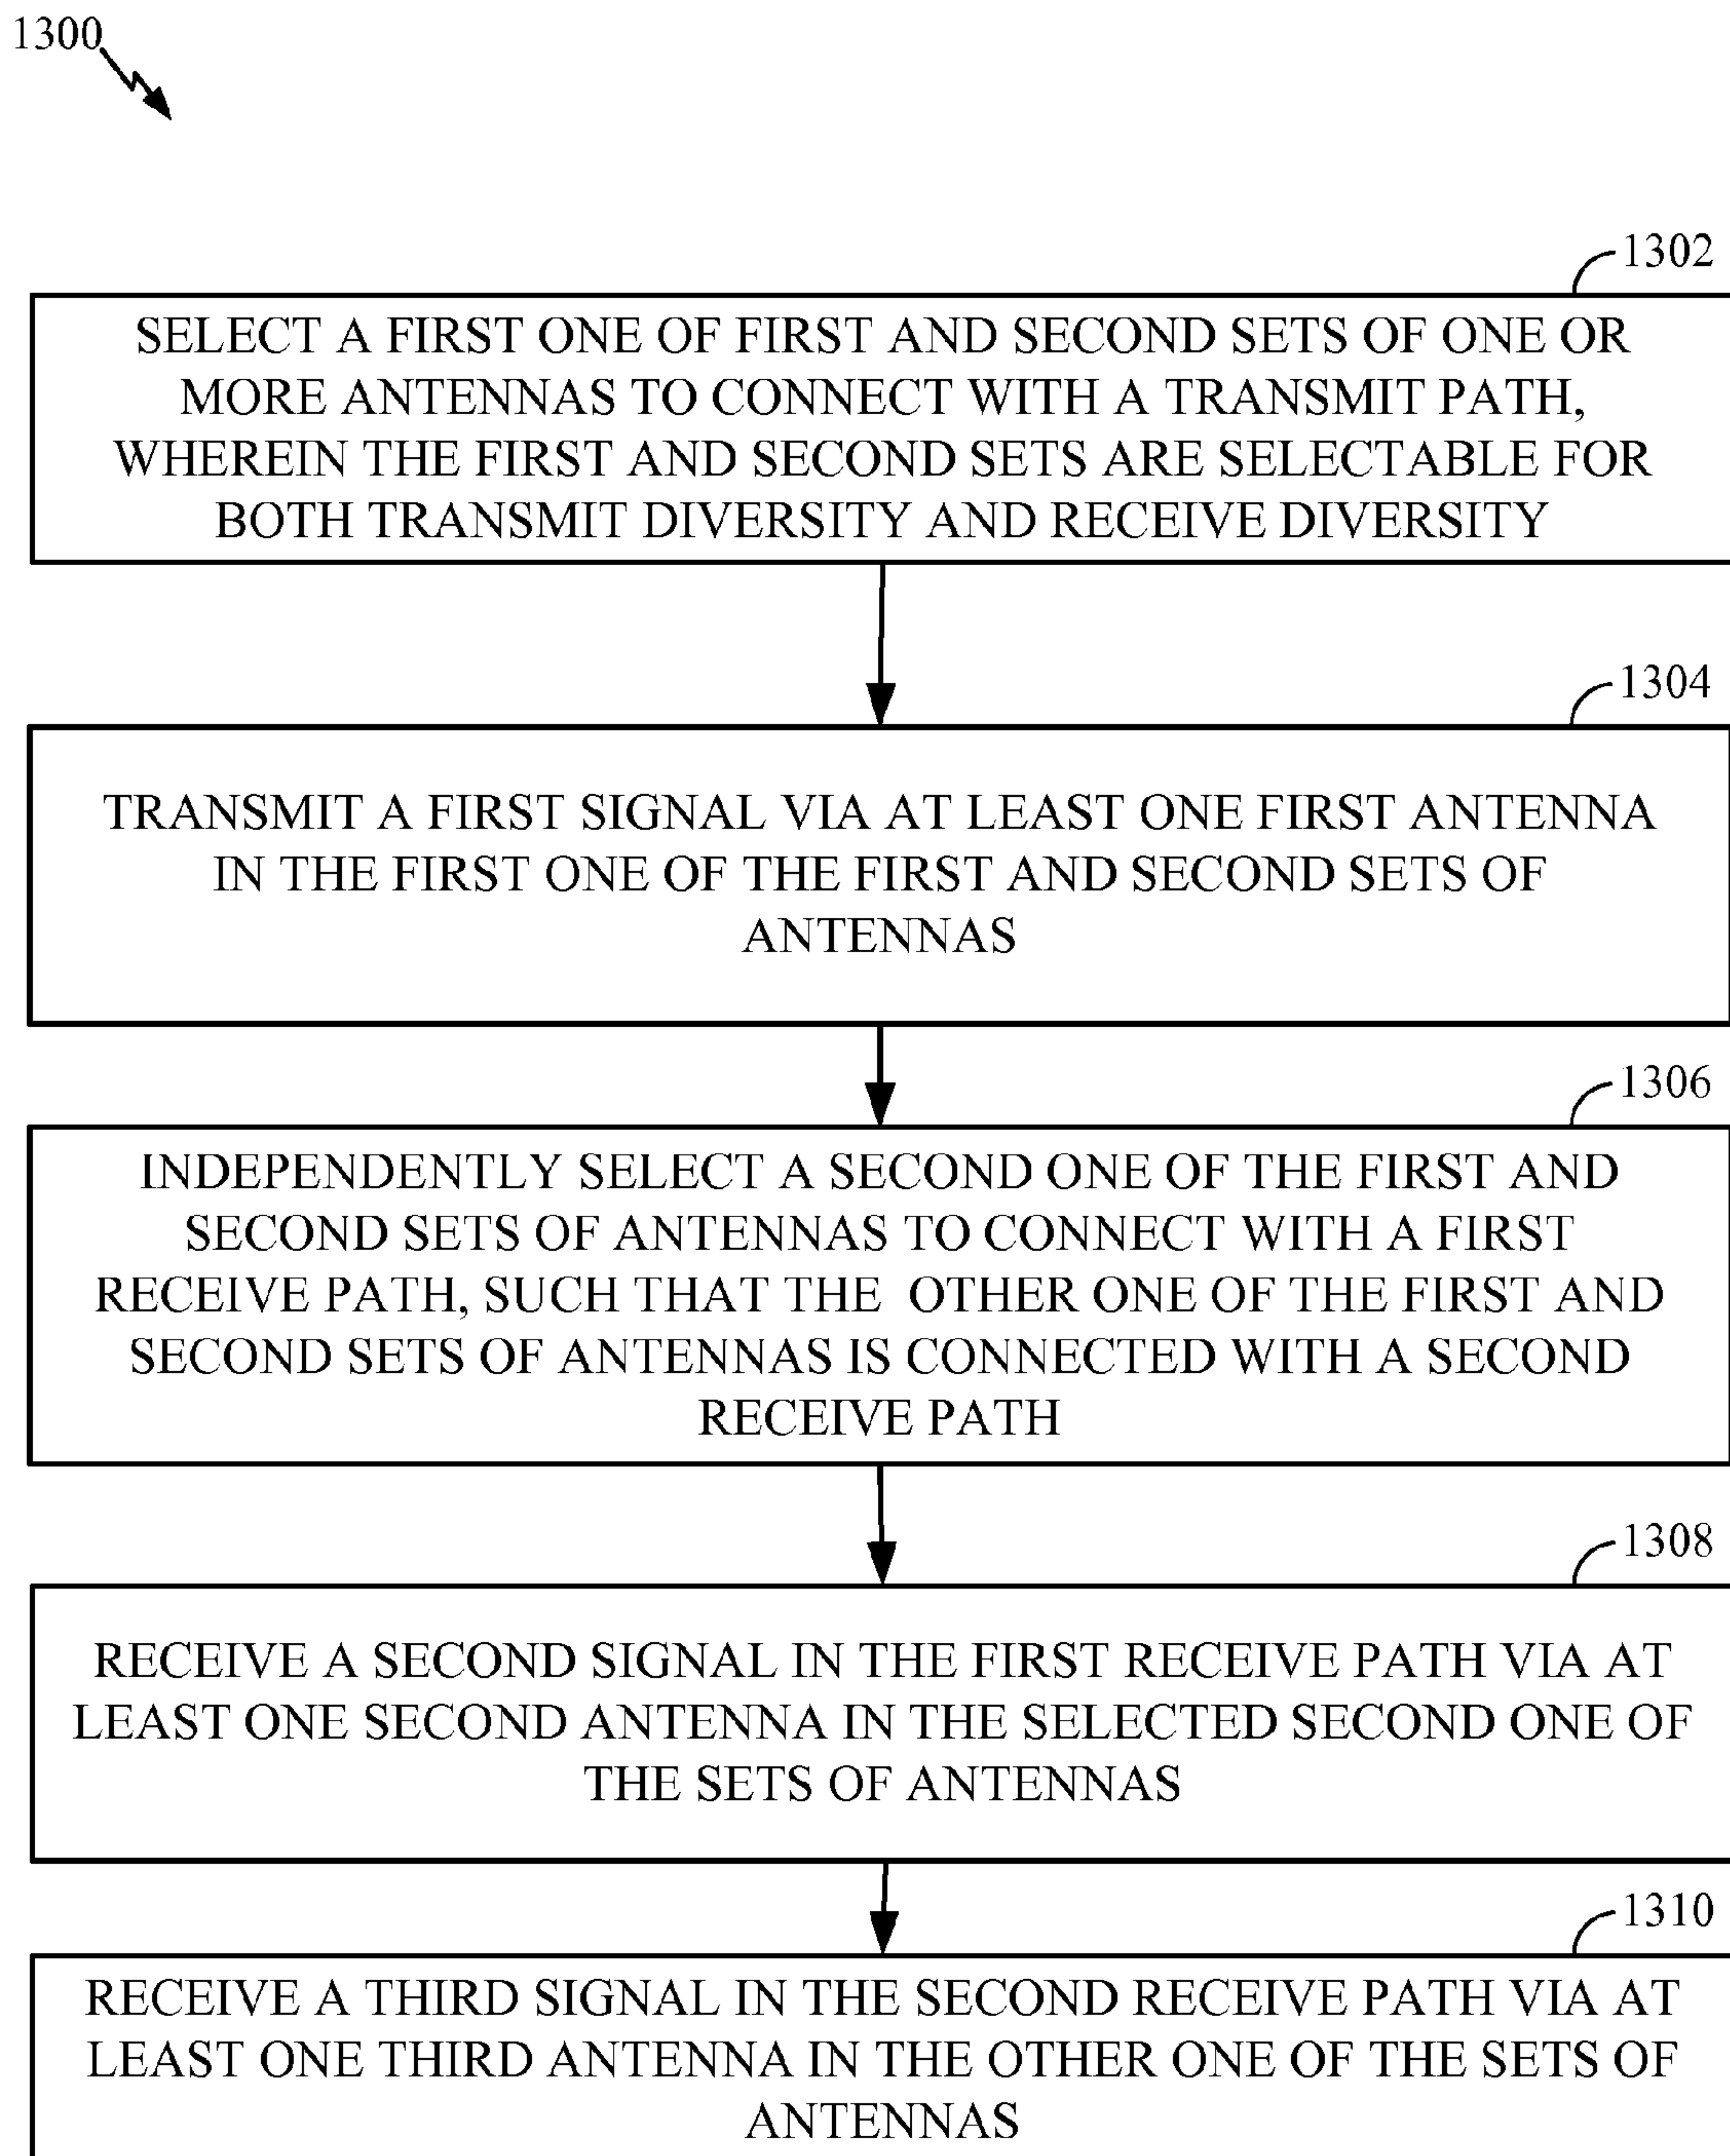 1300
1302
SELECT A FIRST ONE OF FIRST AND SECOND SETS OF ONE OR
MORE ANTENNAS TO CONNECT WITH A TRANSMIT PATH,
WHEREIN THE FIRST AND SECOND SETS ARE SELECTABLE FOR
BOTH TRANSMIT DIVERSITY AND RECEIVE DIVERSITY
1304
TRANSMIT A FIRST SIGNAL VIA AT LEAST ONE FIRST ANTENNA
IN THE FIRST ONE OF THE FIRST AND SECOND SETS OF
ANTENNAS
1306
INDEPENDENTLY SELECT A SECOND ONE OF THE FIRST AND
SECOND SETS OF ANTENNAS TO CONNECT WITH A FIRST
RECEIVE PATH, SUCH THAT THE OTHER ONE OF THE FIRST AND
SECOND SETS OF ANTENNAS IS CONNECTED WITH A SECOND
RECEIVE PATH
1308
RECEIVE A SECOND SIGNAL IN THE FIRST RECEIVE PATH VIA AT
LEAST ONE SECOND ANTENNA IN THE SELECTED SECOND ONE OF
THE SETS OF ANTENNAS
1310
RECEIVE A THIRD SIGNAL IN THE SECOND RECEIVE PATH VIA AT
LEAST ONE THIRD ANTENNA IN THE OTHER ONE OF THE SETS OF
ANTENNAS